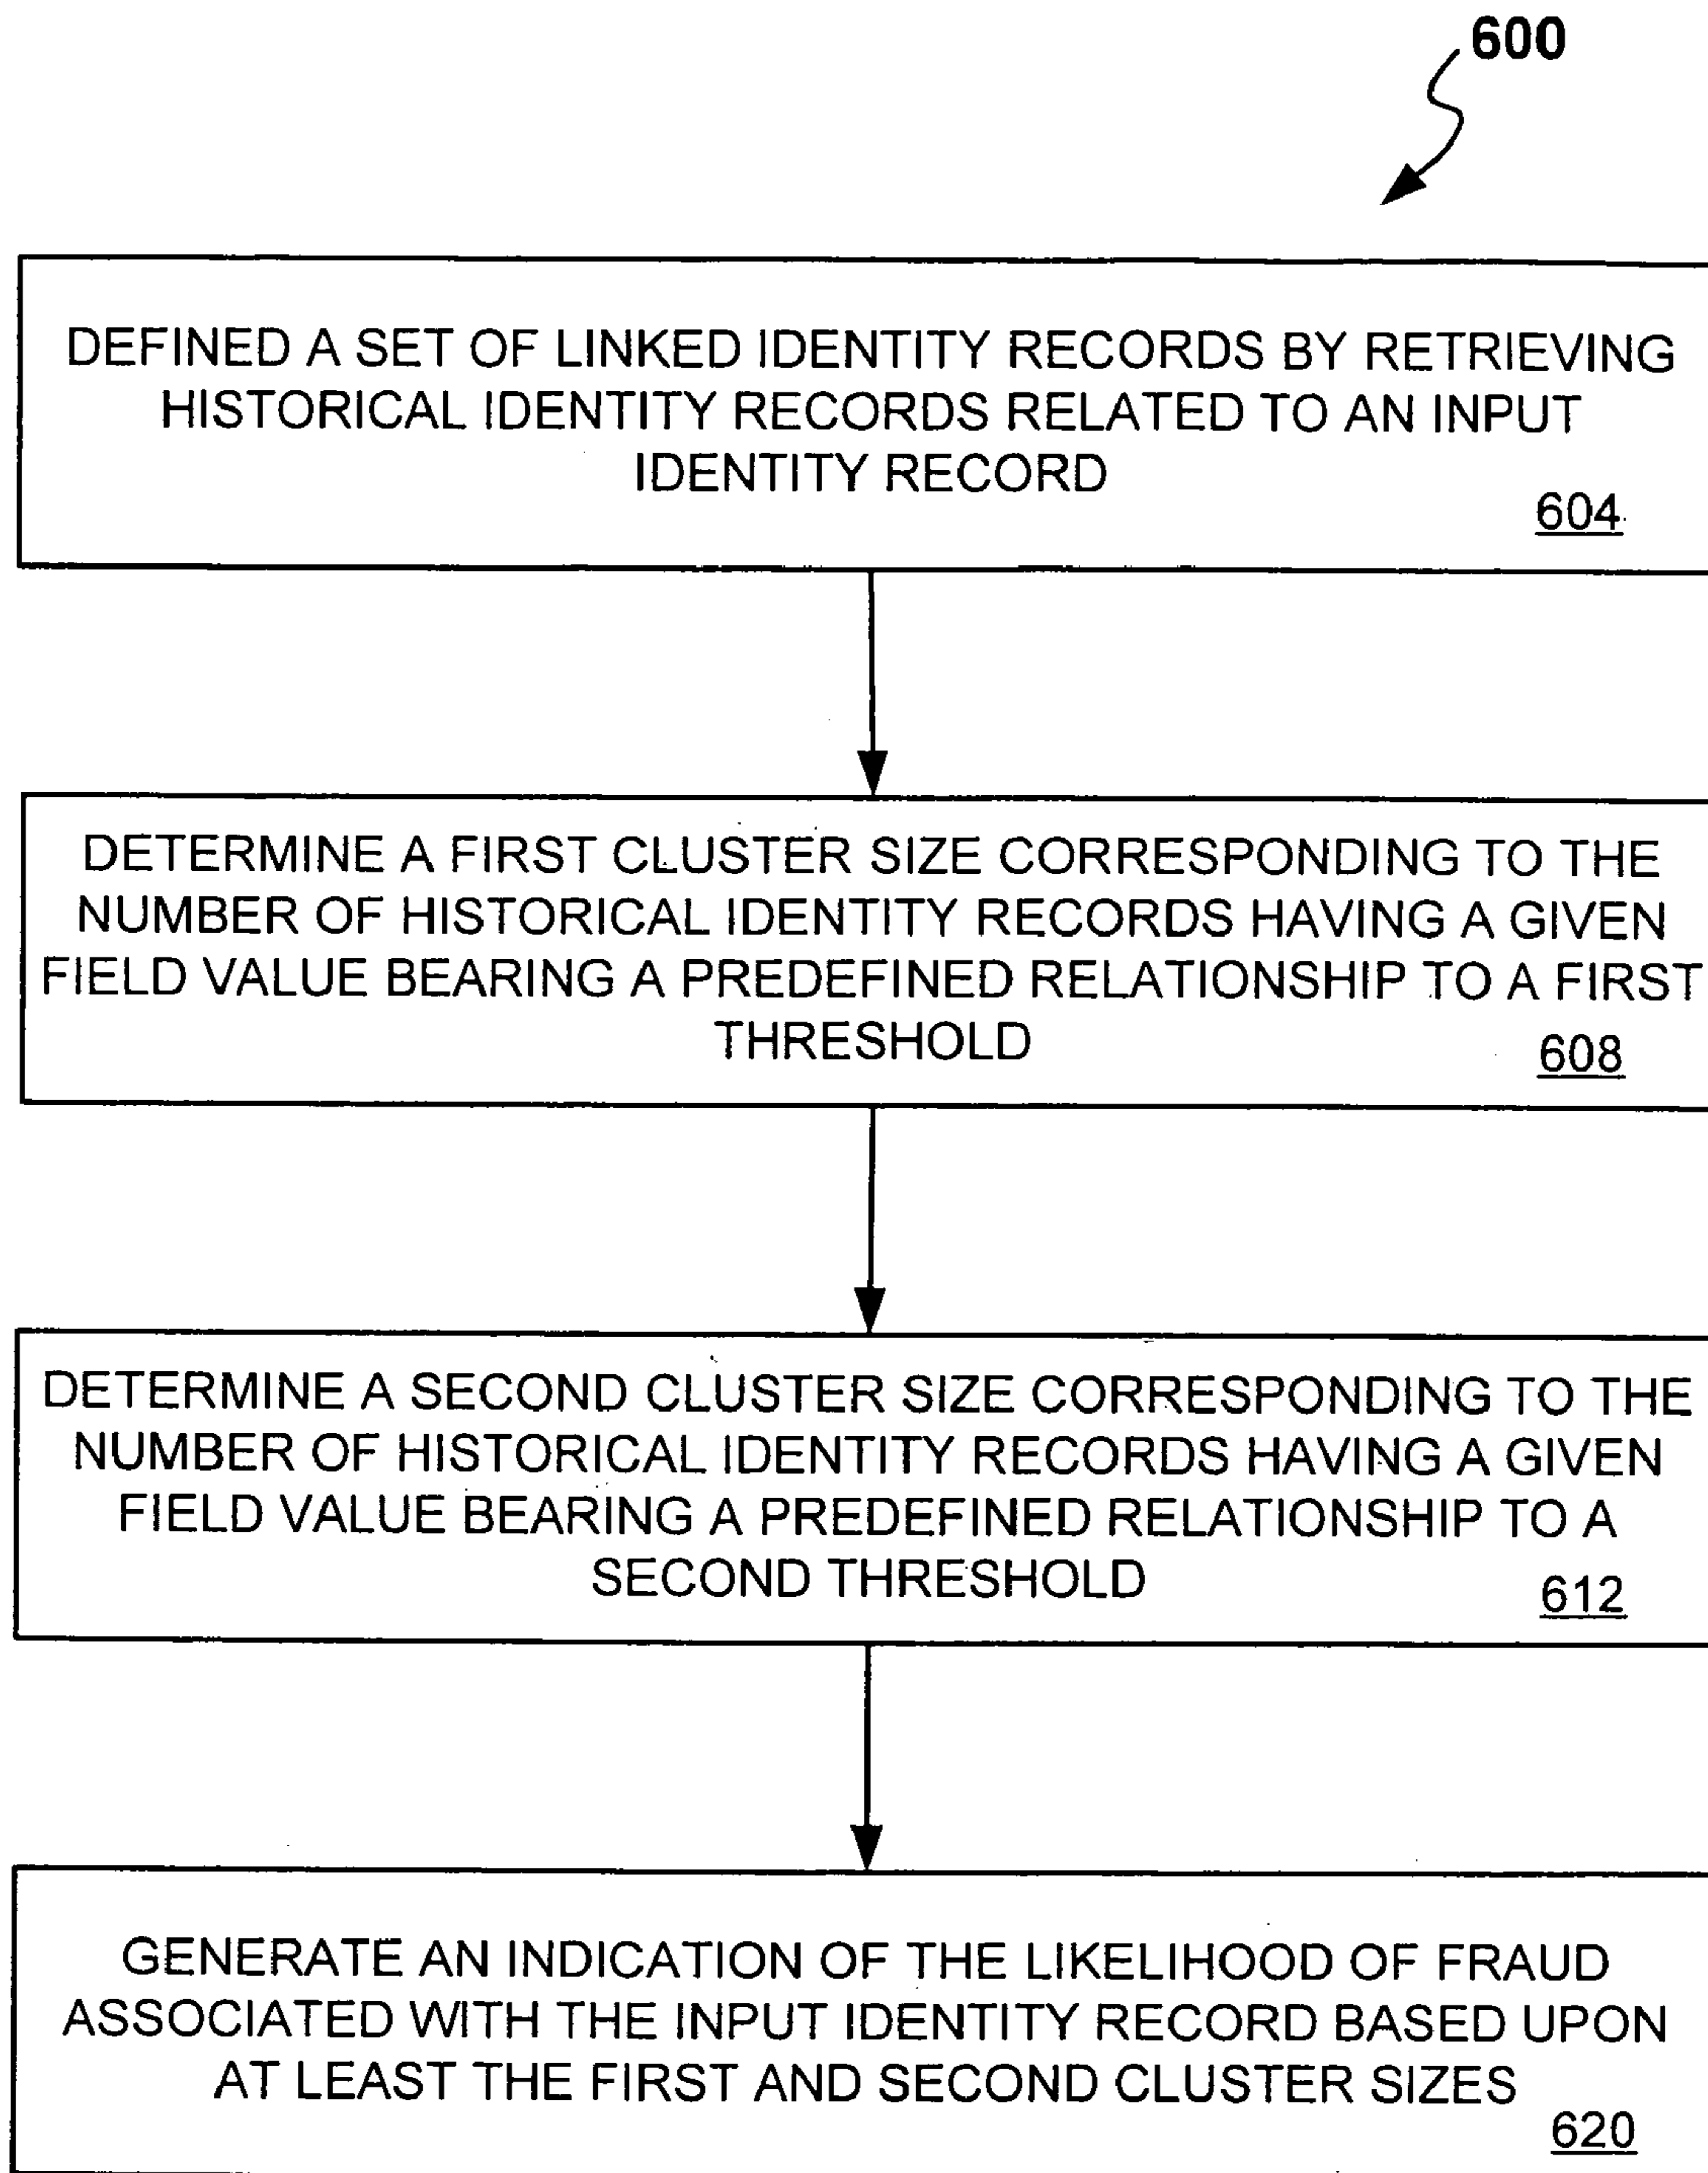 600
DEFINED A SET OF LINKED IDENTITY RECORDS BY RETRIEVING
HISTORICAL IDENTITY RECORDS RELATED TO AN INPUT
IDENTITY RECORD
604
DETERMINE A FIRST CLUSTER SIZE CORRESPONDING TO THE
NUMBER OF HISTORICAL IDENTITY RECORDS HAVING A GIVEN
FIELD VALUE BEARING A PREDEFINED RELATIONSHIP TO A FIRST
THRESHOLD
608
DETERMINE A SECOND CLUSTER SIZE CORRESPONDING TO THE
NUMBER OF HISTORICAL IDENTITY RECORDS HAVING A GIVEN
FIELD VALUE BEARING A PREDEFINED RELATIONSHIP TO A
SECOND THRESHOLD
612
GENERATE AN INDICATION OF THE LIKELIHOOD OF FRAUD
ASSOCIATED WITH THE INPUT IDENTITY RECORD BASED UPON
AT LEAST THE FIRST AND SECOND CLUSTER SIZES
620